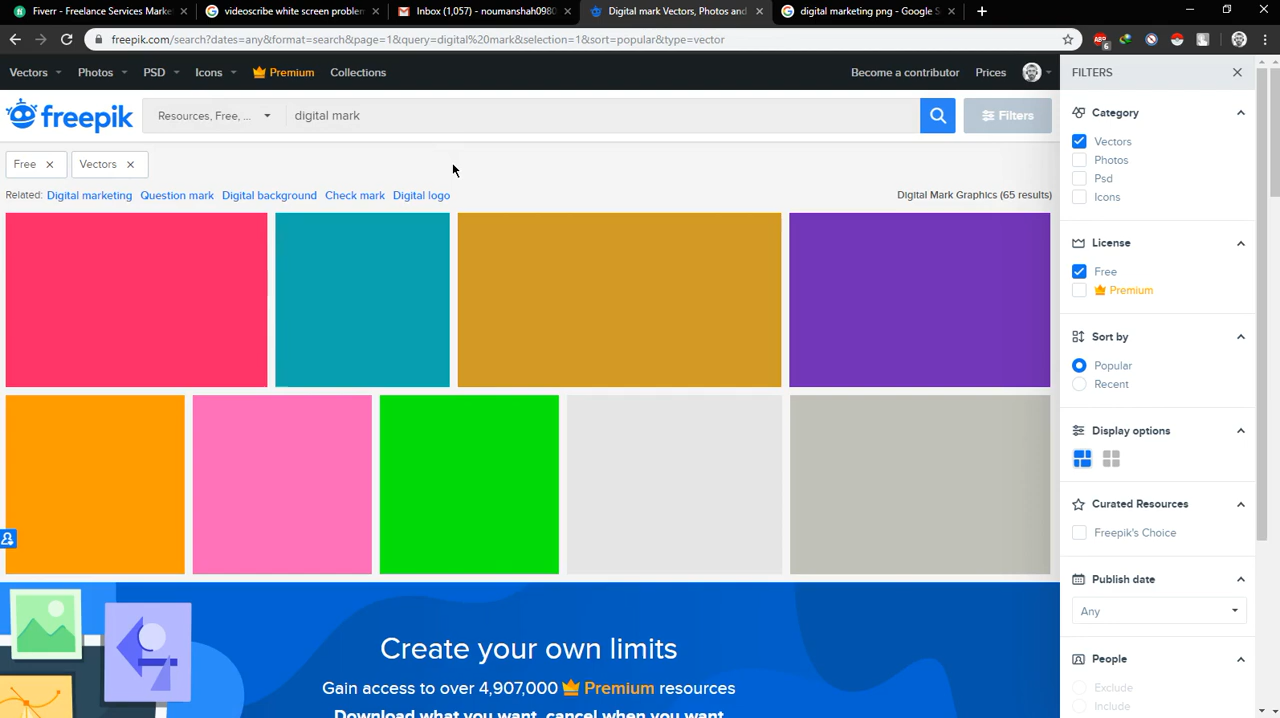 Fiverr - Freelance Services Mark
videoscribe white screen problem
Inbox (1,057) - noumanshah0980
Digital mark Vectors, Photos and
digital marketing png - Google S
freepik.com/search?dates=any&format=search&page=1&query=digital%20mark&selection=1&sort=popular&type=vector
6
Vectors Photos PSD Icons Premium Collections Become a contributor Prices
FILTERS
freepik Resources, Free, ... digital mark Filters
Free Vectors
Related: Digital marketing Question mark Digital background Check mark Digital logo Digital Mark Graphics (65 results)
Category
Vectors
Photos
Psd
Icons
License
Free
Premium
Sort by
Popular
Recent
Display options
Curated Resources
Freepik's Choice
Publish date
Any
People
Exclude
Include
Create your own limits
Gain access to over 4,907,000 Premium resources
Download what you want, cancel when you want